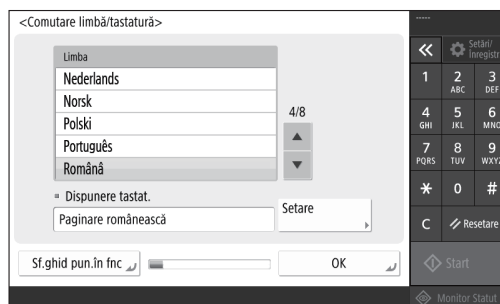 <Comutare limbă/tastatură>
Limba
Nederlands
Norsk
Polski
Português
Română
4/8
Dispunere tastat.
Paginare românească
Setare
Sf.ghid pun.în fnc
OK
-----
Setări/
Înregistr
1 2 3
ABC DEF
4 5 6
GHI JKL MNO
7 8 9
PQRS TUV WXYZ
* 0 #
C Resetare
Start
Monitor Statut